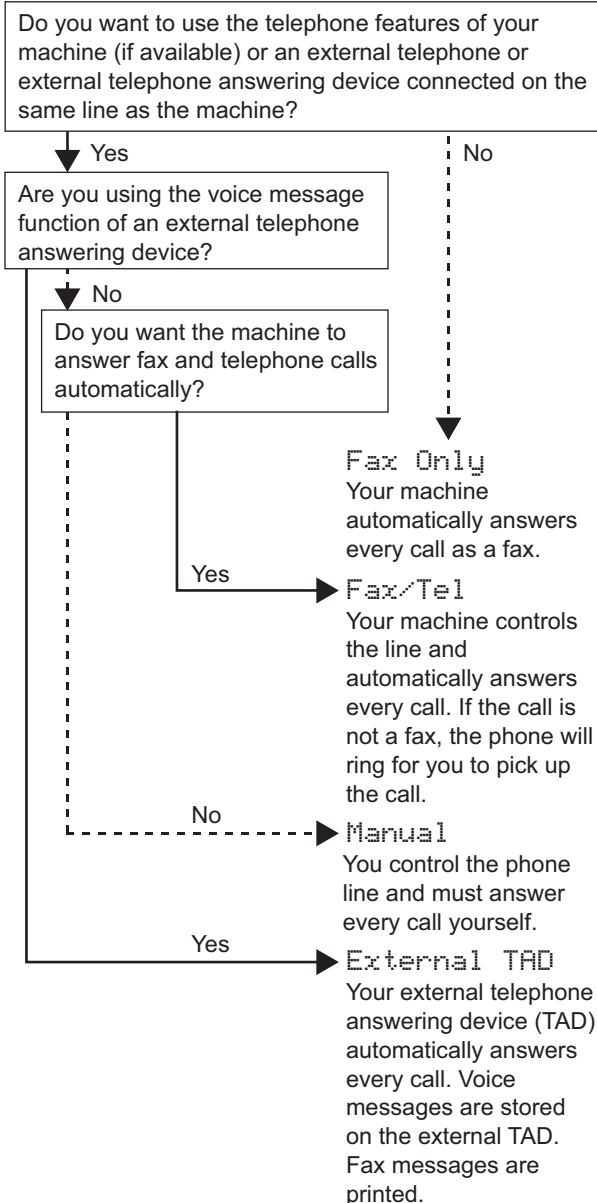 Do you want to use the telephone features of your
machine (if available) or an external telephone or
external telephone answering device connected on the
same line as the machine?
Yes
No
Are you using the voice message
function of an external telephone
answering device?
No
Do you want the machine to
answer fax and telephone calls
automatically?
Fax Only
Your machine
automatically answers
every call as a fax.
Yes
Fax/Tel
Your machine controls
the line and
automatically answers
every call. If the call is
not a fax, the phone will
ring for you to pick up
the call.
No
Manual
You control the phone
line and must answer
every call yourself.
Yes
External TAD
Your external telephone
answering device (TAD)
automatically answers
every call. Voice
messages are stored
on the external TAD.
Fax messages are
printed.